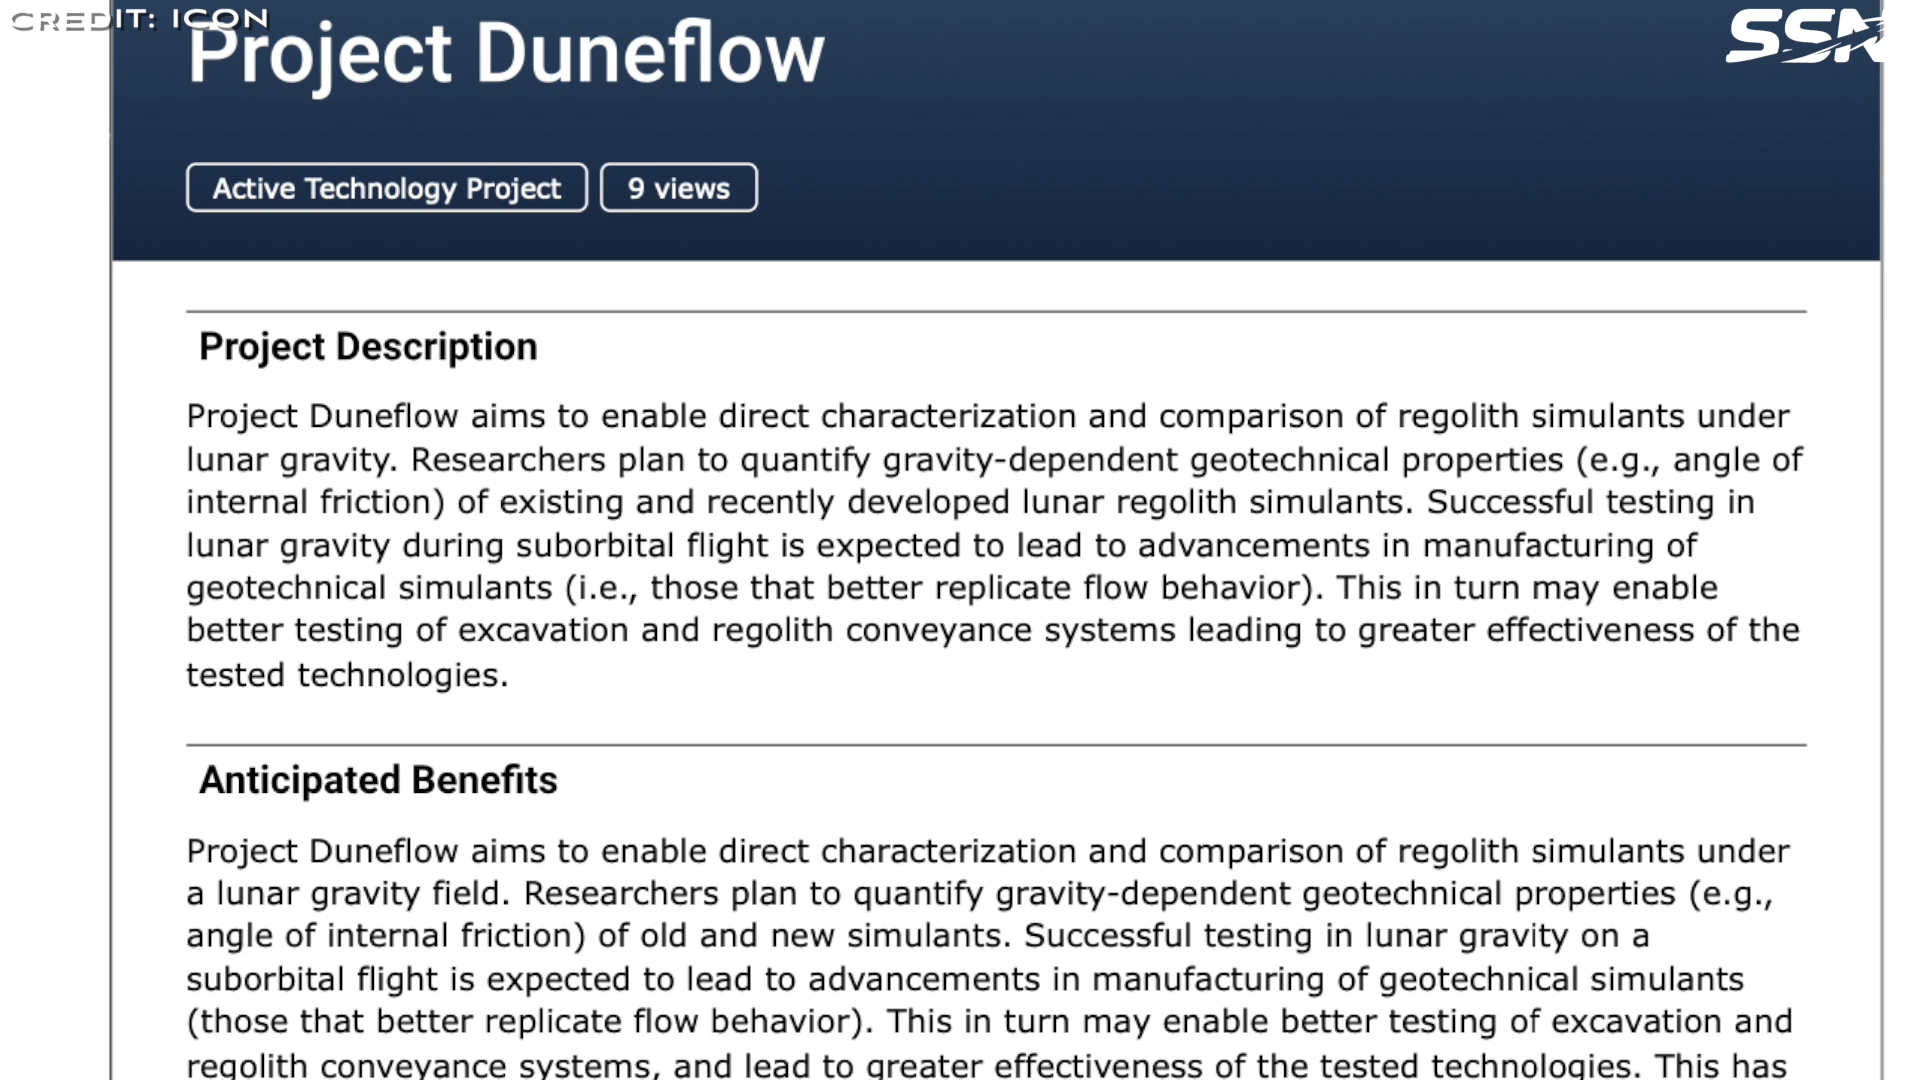 CREDIT: ICON
SSN
Project Duneflow
Active Technology Project
9 views
Project Description
Project Duneflow aims to enable direct characterization and comparison of regolith simulants under
lunar gravity. Researchers plan to quantify gravity-dependent geotechnical properties (e.g., angle of
internal friction) of existing and recently developed lunar regolith simulants. Successful testing in
lunar gravity during suborbital flight is expected to lead to advancements in manufacturing of
geotechnical simulants (i.e., those that better replicate flow behavior). This in turn may enable
better testing of excavation and regolith conveyance systems leading to greater effectiveness of the
tested technologies.
Anticipated Benefits
Project Duneflow aims to enable direct characterization and comparison of regolith simulants under
a lunar gravity field. Researchers plan to quantify gravity-dependent geotechnical properties (e.g.,
angle of internal friction) of old and new simulants. Successful testing in lunar gravity on a
suborbital flight is expected to lead to advancements in manufacturing of geotechnical simulants
(those that better replicate flow behavior). This in turn may enable better testing of excavation and
regolith conveyance systems, and lead to greater effectiveness of the tested technologies. This has